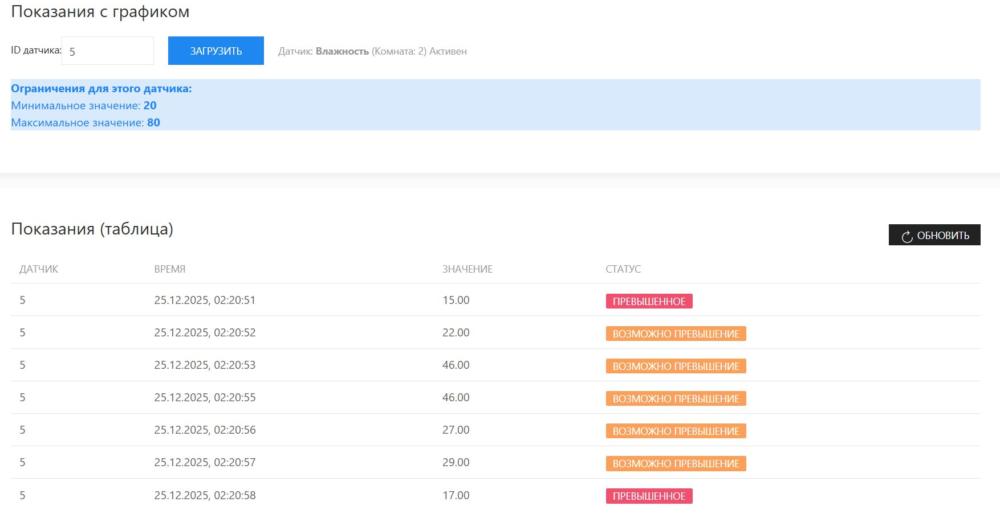 Показания с графиком
ID датчика: 5 ЗАГРУЗИТЬ Датчик: Влажность (Комната: 2) Активен
Ограничения для этого датчика:
Минимальное значение: 20
Максимальное значение: 80
Показания (таблица)
ОБНОВИТЬ
ДАТЧИК ВРЕМЯ ЗНАЧЕНИЕ СТАТУС
5 25.12.2025, 02:20:51 15.00 ПРЕВЫШЕННОЕ
5 25.12.2025, 02:20:52 22.00 ВОЗМОЖНО ПРЕВЫШЕНИЕ
5 25.12.2025, 02:20:53 46.00 ВОЗМОЖНО ПРЕВЫШЕНИЕ
5 25.12.2025, 02:20:55 46.00 ВОЗМОЖНО ПРЕВЫШЕНИЕ
5 25.12.2025, 02:20:56 27.00 ВОЗМОЖНО ПРЕВЫШЕНИЕ
5 25.12.2025, 02:20:57 29.00 ВОЗМОЖНО ПРЕВЫШЕНИЕ
5 25.12.2025, 02:20:58 17.00 ПРЕВЫШЕННОЕ